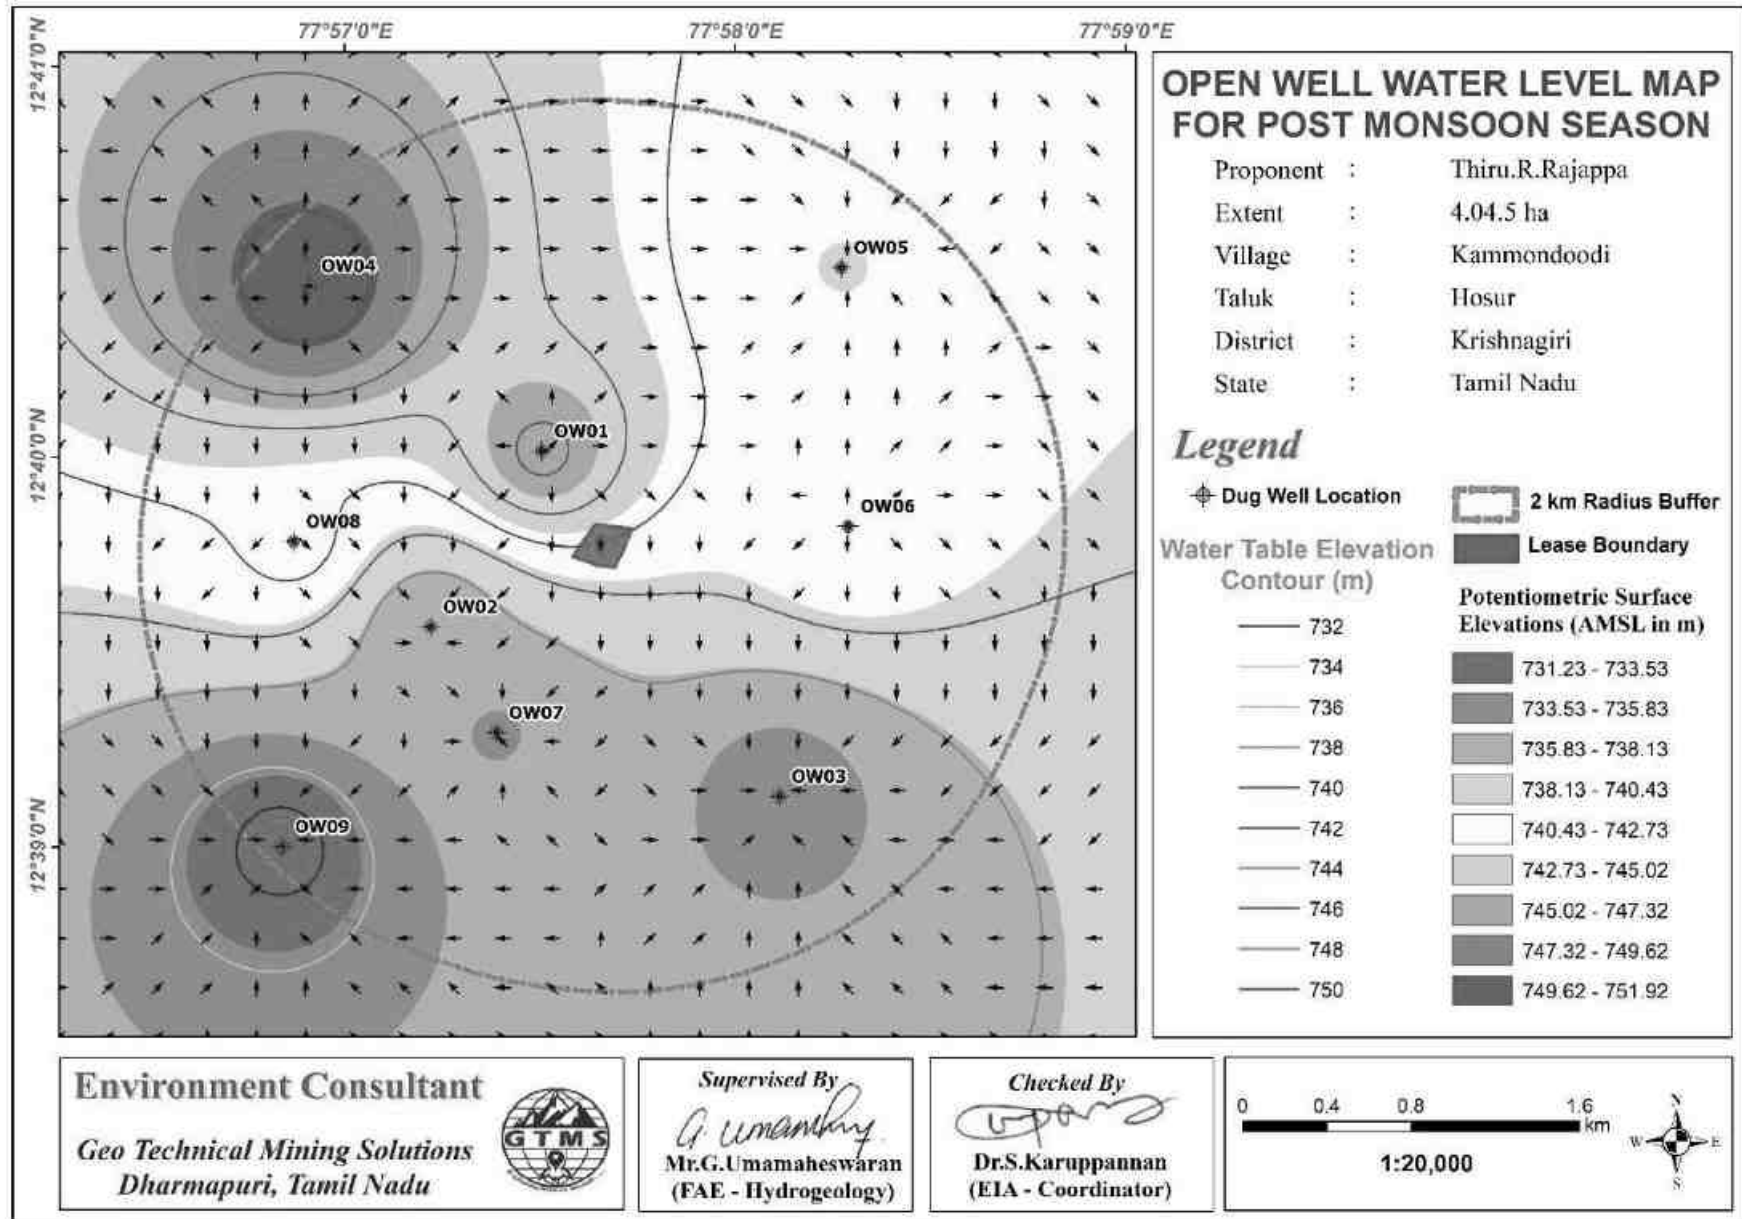 77°57'0"E
77°58'0"E
77°59'0"E
12°41'0"N
12°40'0"N
12°39'0"N
OW04
OW05
OW01
OW08
OW06
OW02
OW07
OW03
OW09
OPEN WELL WATER LEVEL MAP
FOR POST MONSOON SEASON
Proponent : Thiru.R.Rajappa
Extent : 4.04.5 ha
Village : Kammondoodi
Taluk : Hosur
District : Krishnagiri
State : Tamil Nadu
Legend
Dug Well Location
2 km Radius Buffer
Lease Boundary
Water Table Elevation
Contour (m)
732
734
736
738
740
742
744
746
748
750
Potentiometric Surface
Elevations (AMSL in m)
731.23 - 733.53
733.53 - 735.83
735.83 - 738.13
738.13 - 740.43
740.43 - 742.73
742.73 - 745.02
745.02 - 747.32
747.32 - 749.62
749.62 - 751.92
Environment Consultant
Geo Technical Mining Solutions
Dharmapuri, Tamil Nadu
GTMS
Supervised By
Mr.G.Umamaheswaran
(FAE - Hydrogeology)
Checked By
Dr.S.Karuppannan
(EIA - Coordinator)
0 0.4 0.8 1.6
km
1:20,000
N
W E
S